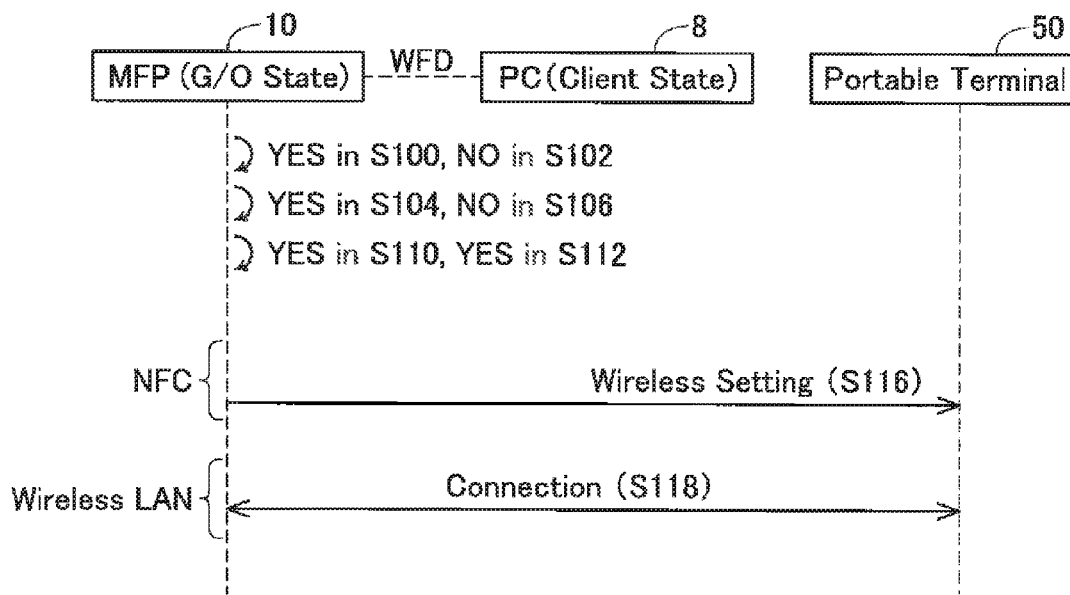 10
8
50
MFP (G/O State)
WFD
PC(Client State)
Portable Terminal
YES in S100, NO in S102
YES in S104, NO in S106
YES in S110, YES in S112
NFC
Wireless Setting (S116)
Wireless LAN
Connection (S118)